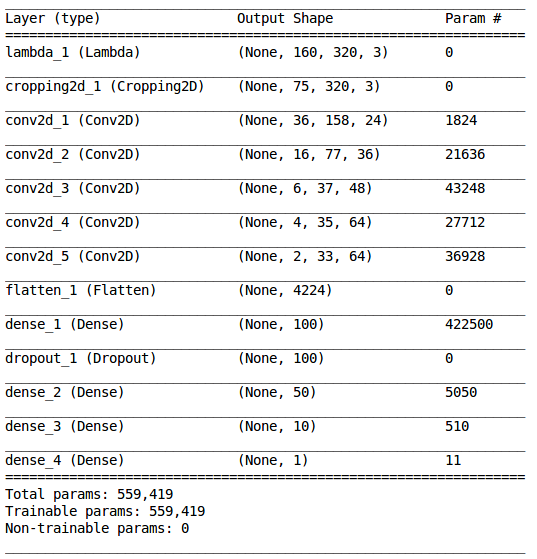 Layer (type) Output Shape Param #
lambda_1 (Lambda) (None, 160, 320, 3) 0
cropping2d_1 (Cropping2D) (None, 75, 320, 3) 0
conv2d_1 (Conv2D) (None, 36, 158, 24) 1824
conv2d_2 (Conv2D) (None, 16, 77, 36) 21636
conv2d_3 (Conv2D) (None, 6, 37, 48) 43248
conv2d_4 (Conv2D) (None, 4, 35, 64) 27712
conv2d_5 (Conv2D) (None, 2, 33, 64) 36928
flatten_1 (Flatten) (None, 4224) 0
dense_1 (Dense) (None, 100) 422500
dropout_1 (Dropout) (None, 100) 0
dense_2 (Dense) (None, 50) 5050
dense_3 (Dense) (None, 10) 510
dense_4 (Dense) (None, 1) 11
Total params: 559,419
Trainable params: 559,419
Non-trainable params: 0